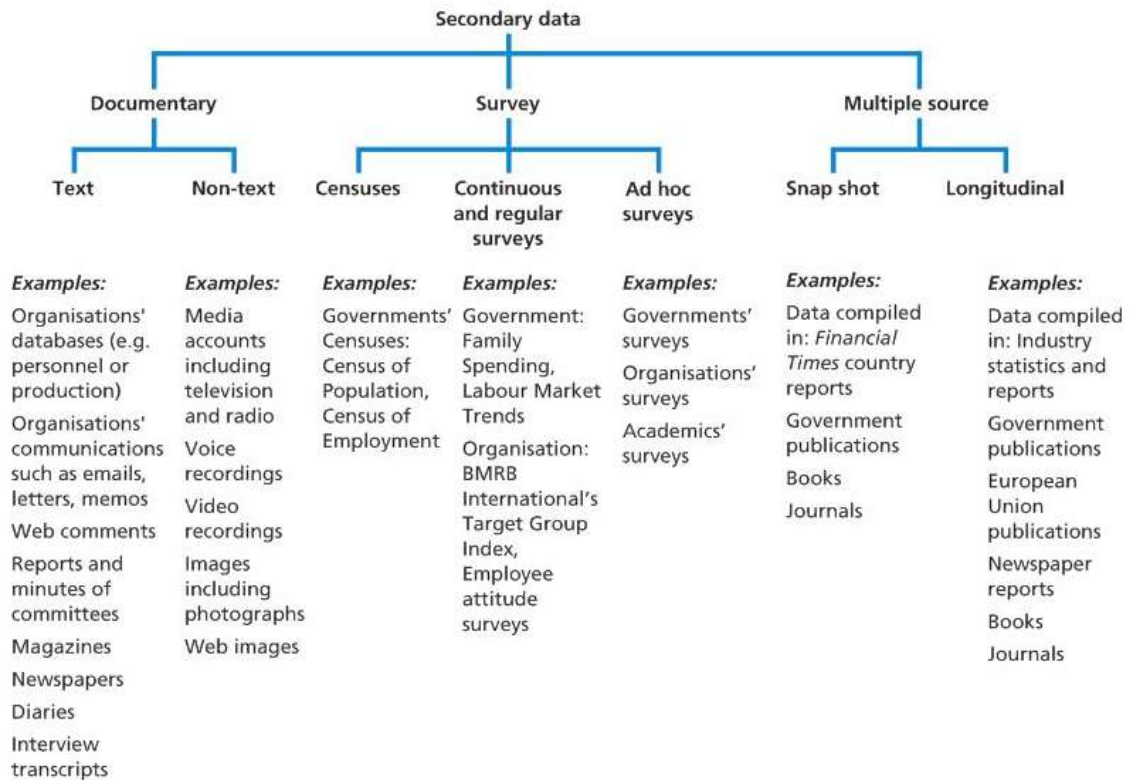 Secondary data
Documentary
Survey
Multiple source
Text
Non-text
Censuses
Continuous
and regular
surveys
Ad hoc
surveys
Snap shot
Longitudinal
Examples:
Organisations'
databases (e.g.
personnel or
production)
Organisations'
communications
such as emails,
letters, memos
Web comments
Reports and
minutes of
committees
Magazines
Newspapers
Diaries
Interview
transcripts
Examples:
Media
accounts
including
television
and radio
Voice
recordings
Video
recordings
Images
including
photographs
Web images
Examples:
Governments’
Censuses:
Census of
Population,
Census of
Employment
Examples:
Government:
Family
Spending,
Labour Market
Trends
Organisation:
BMRB
International’s
Target Group
Index,
Employee
attitude
surveys
Examples:
Governments’
surveys
Organisations’
surveys
Academics’
surveys
Examples:
Data compiled
in: Financial
Times country
reports
Government
publications
Books
Journals
Examples:
Data compiled
in: Industry
statistics and
reports
Government
publications
European
Union
publications
Newspaper
reports
Books
Journals